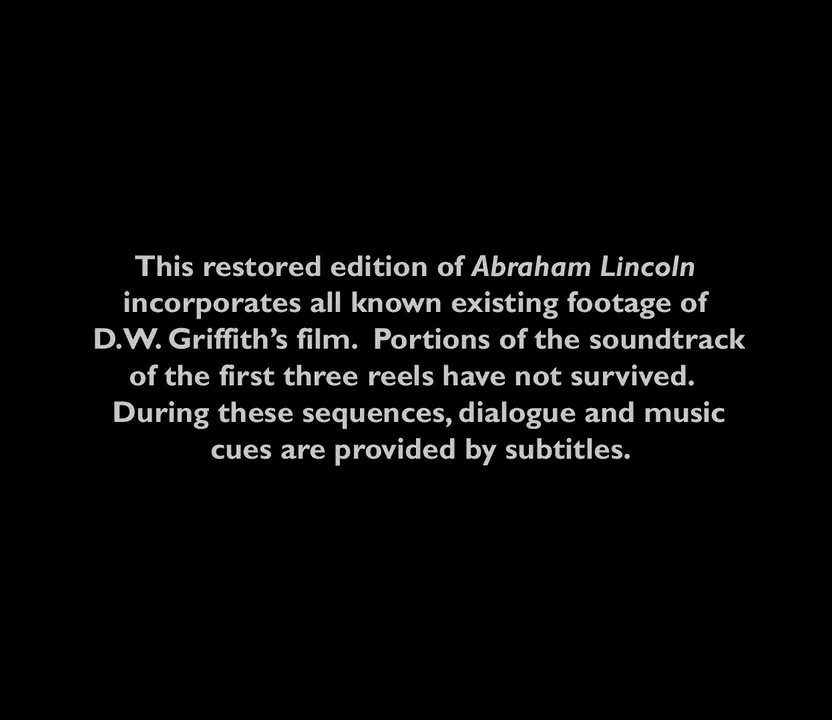 This restored edition of Abraham Lincoln
incorporates all known existing footage of
D.W. Griffith’s film.  Portions of the soundtrack
of the first three reels have not survived.
During these sequences, dialogue and music
cues are provided by subtitles.